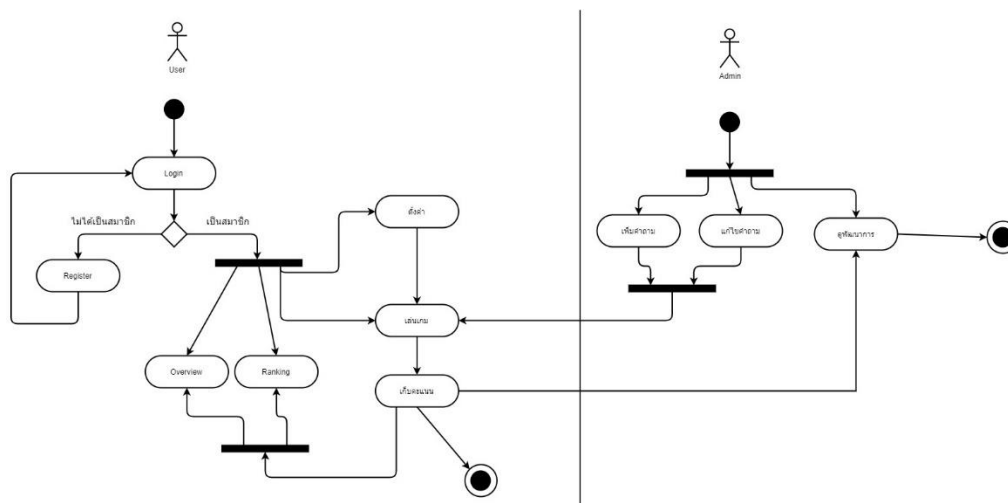 User
Admin
Login
ไม่ได้เป็นสมาชิก
เป็นสมาชิก
ตั้งค่า
เพิ่มคำถาม
แก้ไขคำถาม
ดูพัฒนาการ
Register
เล่นเกม
Overview
Ranking
เก็บคะแนน